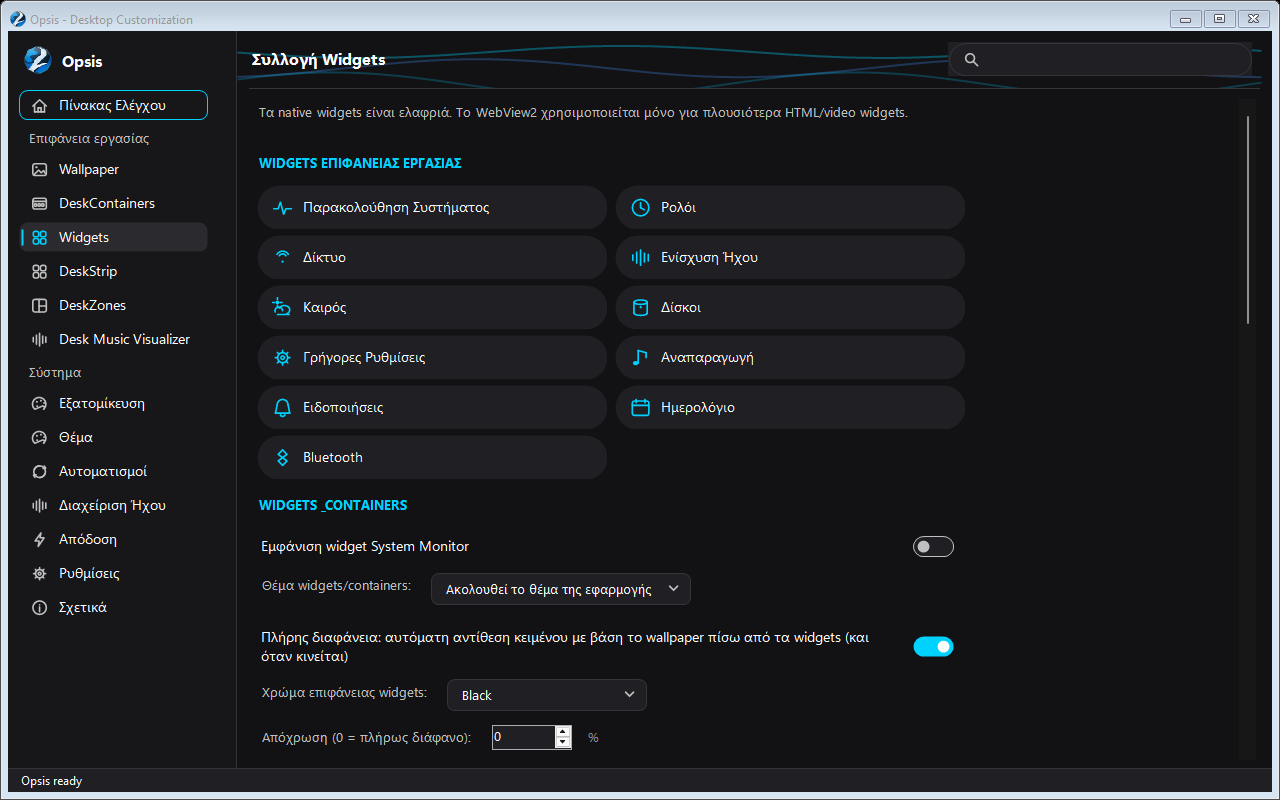 Opsis - Desktop Customization
Opsis
Πίνακας Ελέγχου
Επιφάνεια εργασίας
Wallpaper
DeskContainers
Widgets
DeskStrip
DeskZones
Desk Music Visualizer
Σύστημα
Εξατομίκευση
Θέμα
Αυτοματισμοί
Διαχείριση Ήχου
Απόδοση
Ρυθμίσεις
Σχετικά
Συλλογή Widgets
Τα native widgets είναι ελαφριά. Το WebView2 χρησιμοποιείται μόνο για πλουσιότερα HTML/video widgets.
WIDGETS ΕΠΙΦΑΝΕΙΑΣ ΕΡΓΑΣΙΑΣ
Παρακολούθηση Συστήματος
Ρολόι
Δίκτυο
Ενίσχυση Ήχου
Καιρός
Δίσκοι
Γρήγορες Ρυθμίσεις
Αναπαραγωγή
Ειδοποιήσεις
Ημερολόγιο
Bluetooth
WIDGETS _CONTAINERS
Εμφάνιση widget System Monitor
Θέμα widgets/containers:
Ακολουθεί το θέμα της εφαρμογής
Πλήρης διαφάνεια: αυτόματη αντίθεση κειμένου με βάση το wallpaper πίσω από τα widgets (και
όταν κινείται)
Χρώμα επιφάνειας widgets:
Black
Απόχρωση (0 = πλήρως διάφανο):
0
%
Opsis ready